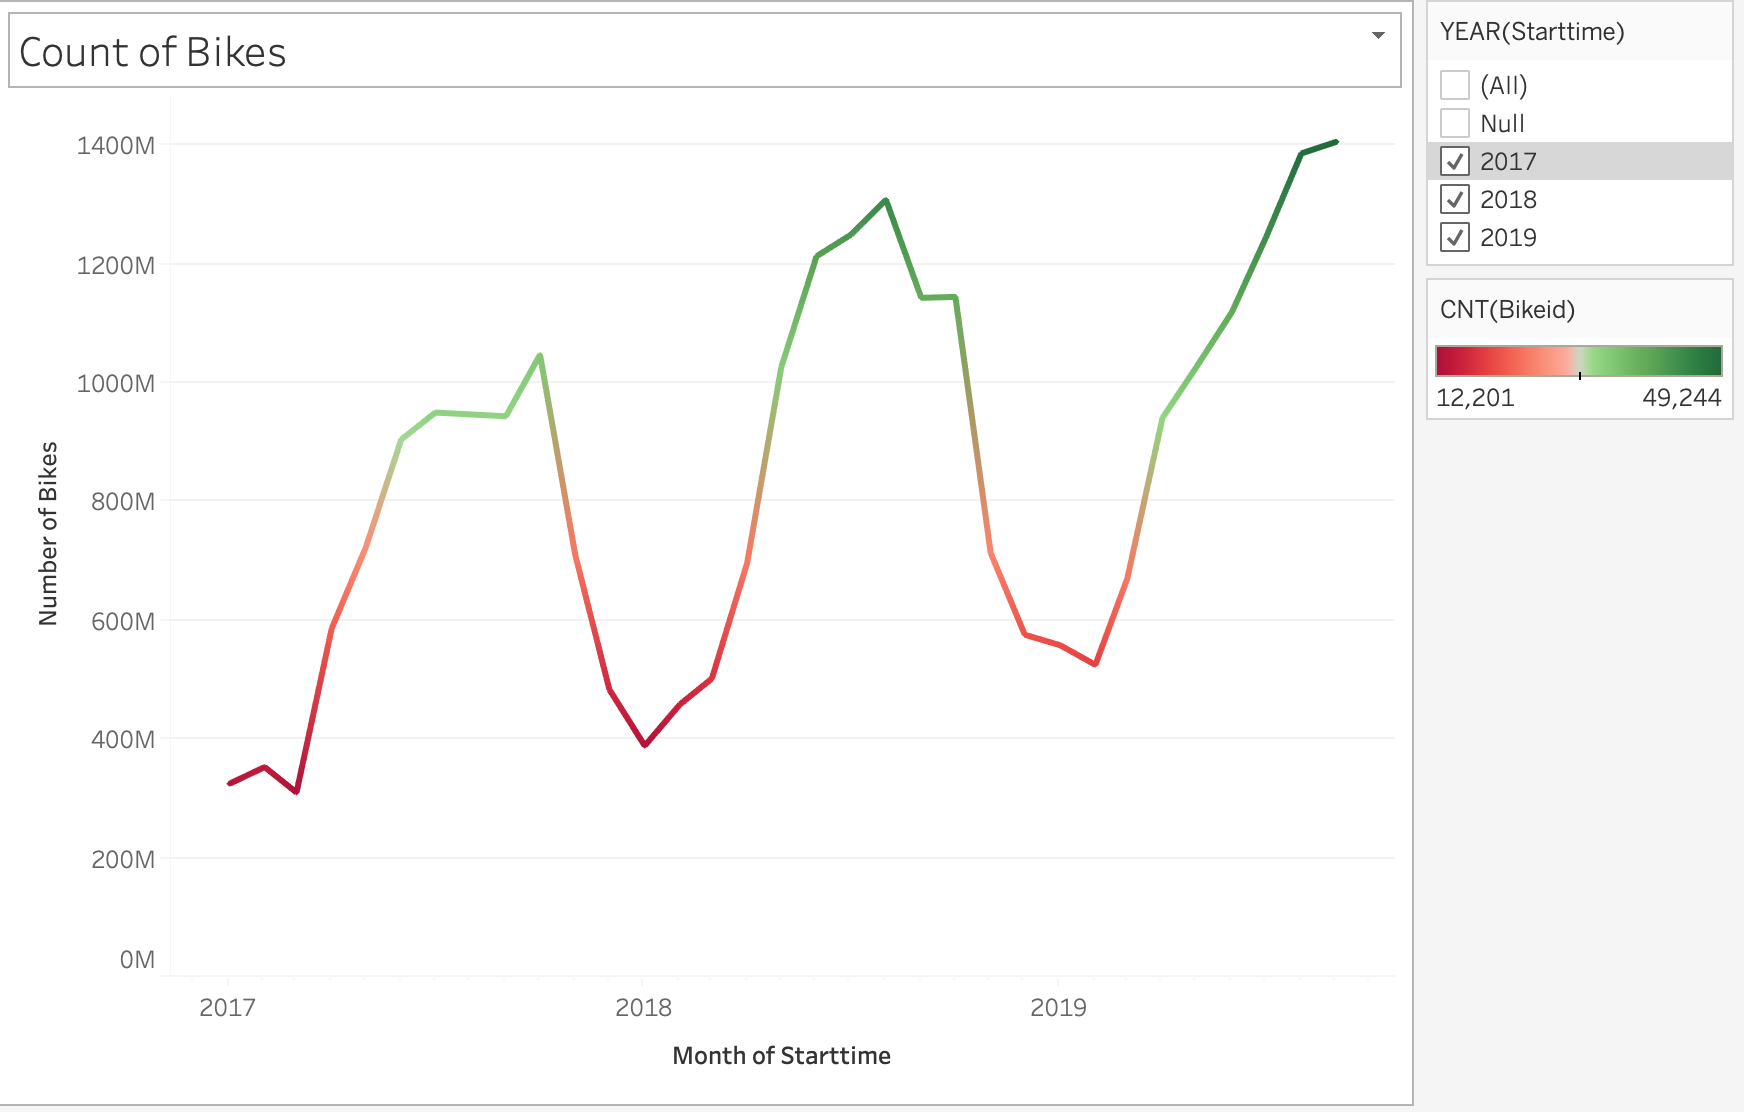 Count of Bikes
1400M
1200M
1000M
800M
600M
400M
200M
0M
Number of Bikes
2017
2018
2019
Month of Starttime
YEAR(Starttime)
(All)
Null
2017
2018
2019
CNT(Bikeid)
12,201 49,244